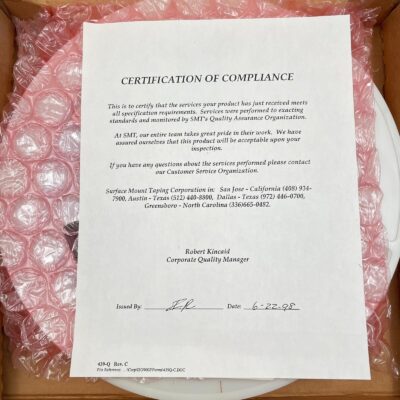 CERTIFICATION OF COMPLIANCE
This is to certify that the services your product has just received meets
all specification requirements. Services were performed to exacting
standards and monitored by SMT's Quality Assurance Organization.
At SMT, our entire team takes great pride in their work. We have
assured ourselves that this product will be acceptable upon your
inspection.
If you have any questions about the services performed please contact
our Customer Service Organization.
Surface Mount Taping Corporation in: San Jose - California (408) 934-
7900, Austin - Texas (512) 440-8800, Dallas - Texas (972) 446-0700,
Greensboro - North Carolina (336)665-0482.
Robert Kincaid
Corporate Quality Manager
Issued By: Date: 6-22-98
439-Q Rev. C
File Reference: